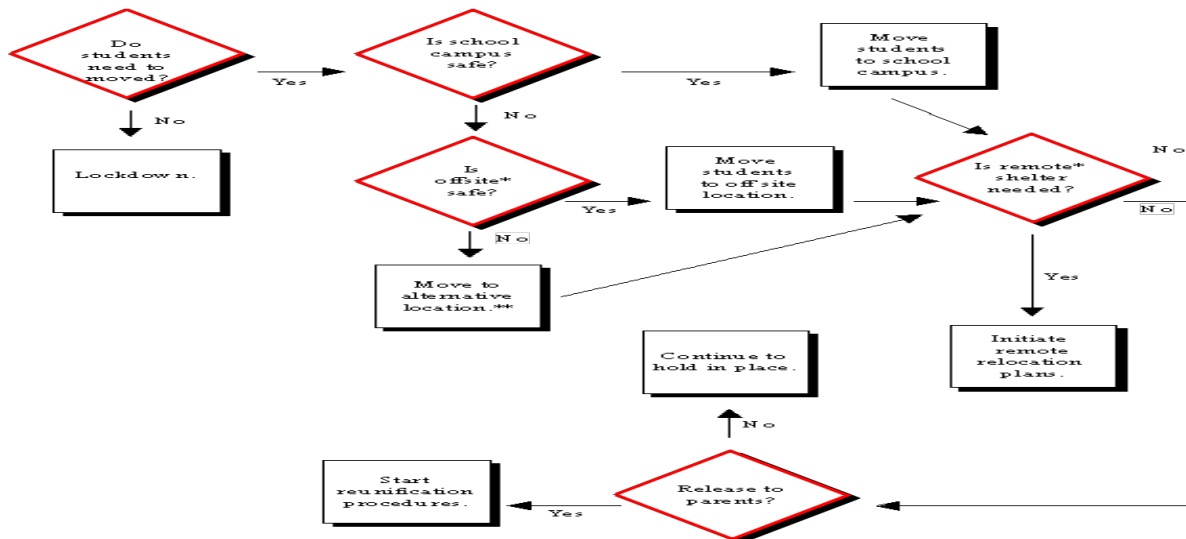 Do
students
need to
moved?
Yes
No
Lockdown.
Is school
campus
safe?
Yes
No
Move
students
to school
campus.
Is
offsite*
safe?
Yes
No
Move
students
to offsite
location.
Is remote*
shelter
needed?
No
No
Yes
Move to
alternative
location.**
Initiate
remote
relocation
plans.
Continue to
hold in place.
No
Release to
parents?
Yes
Start
reunification
procedures.